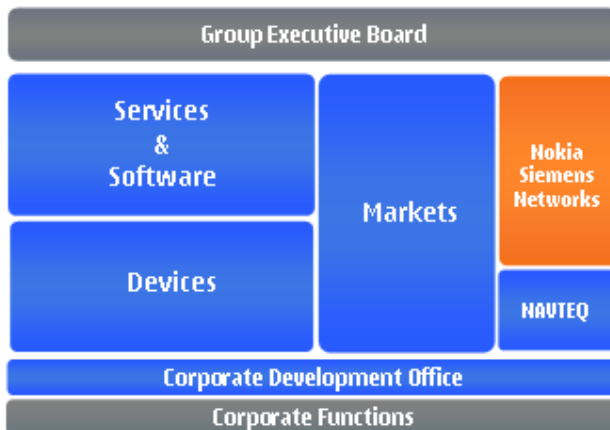 Group Executive Board
Services
&
Software
Markets
Nokia
Siemens
Networks
Devices
NAVTEQ
Corporate Development Office
Corporate Functions